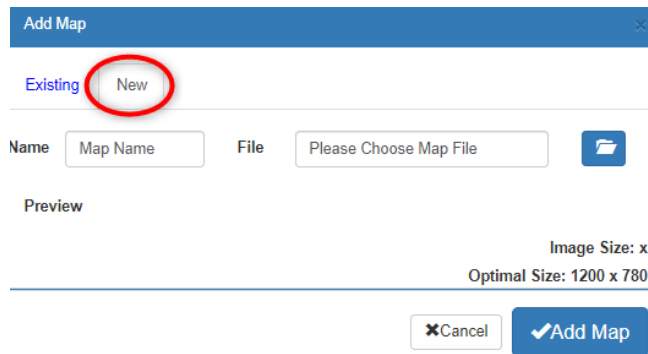 Add Map ×
Existing New
Name Map Name File Please Choose Map File
Preview
Image Size: x
Optimal Size: 1200 x 780
✖Cancel ✔Add Map